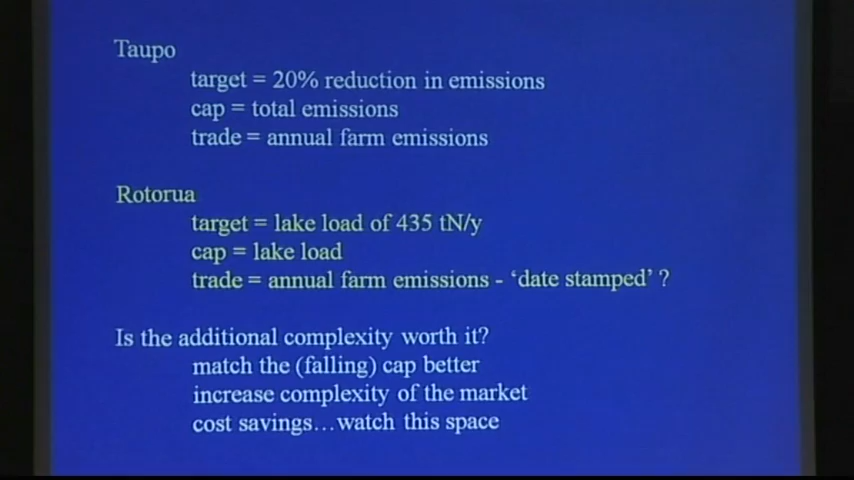 Taupo
target = 20% reduction in emissions
cap = total emissions
trade = annual farm emissions
Rotorua
target = lake load of 435 tN/y
cap = lake load
trade = annual farm emissions - ‘date stamped’ ?
Is the additional complexity worth it?
match the (falling) cap better
increase complexity of the market
cost savings…watch this space